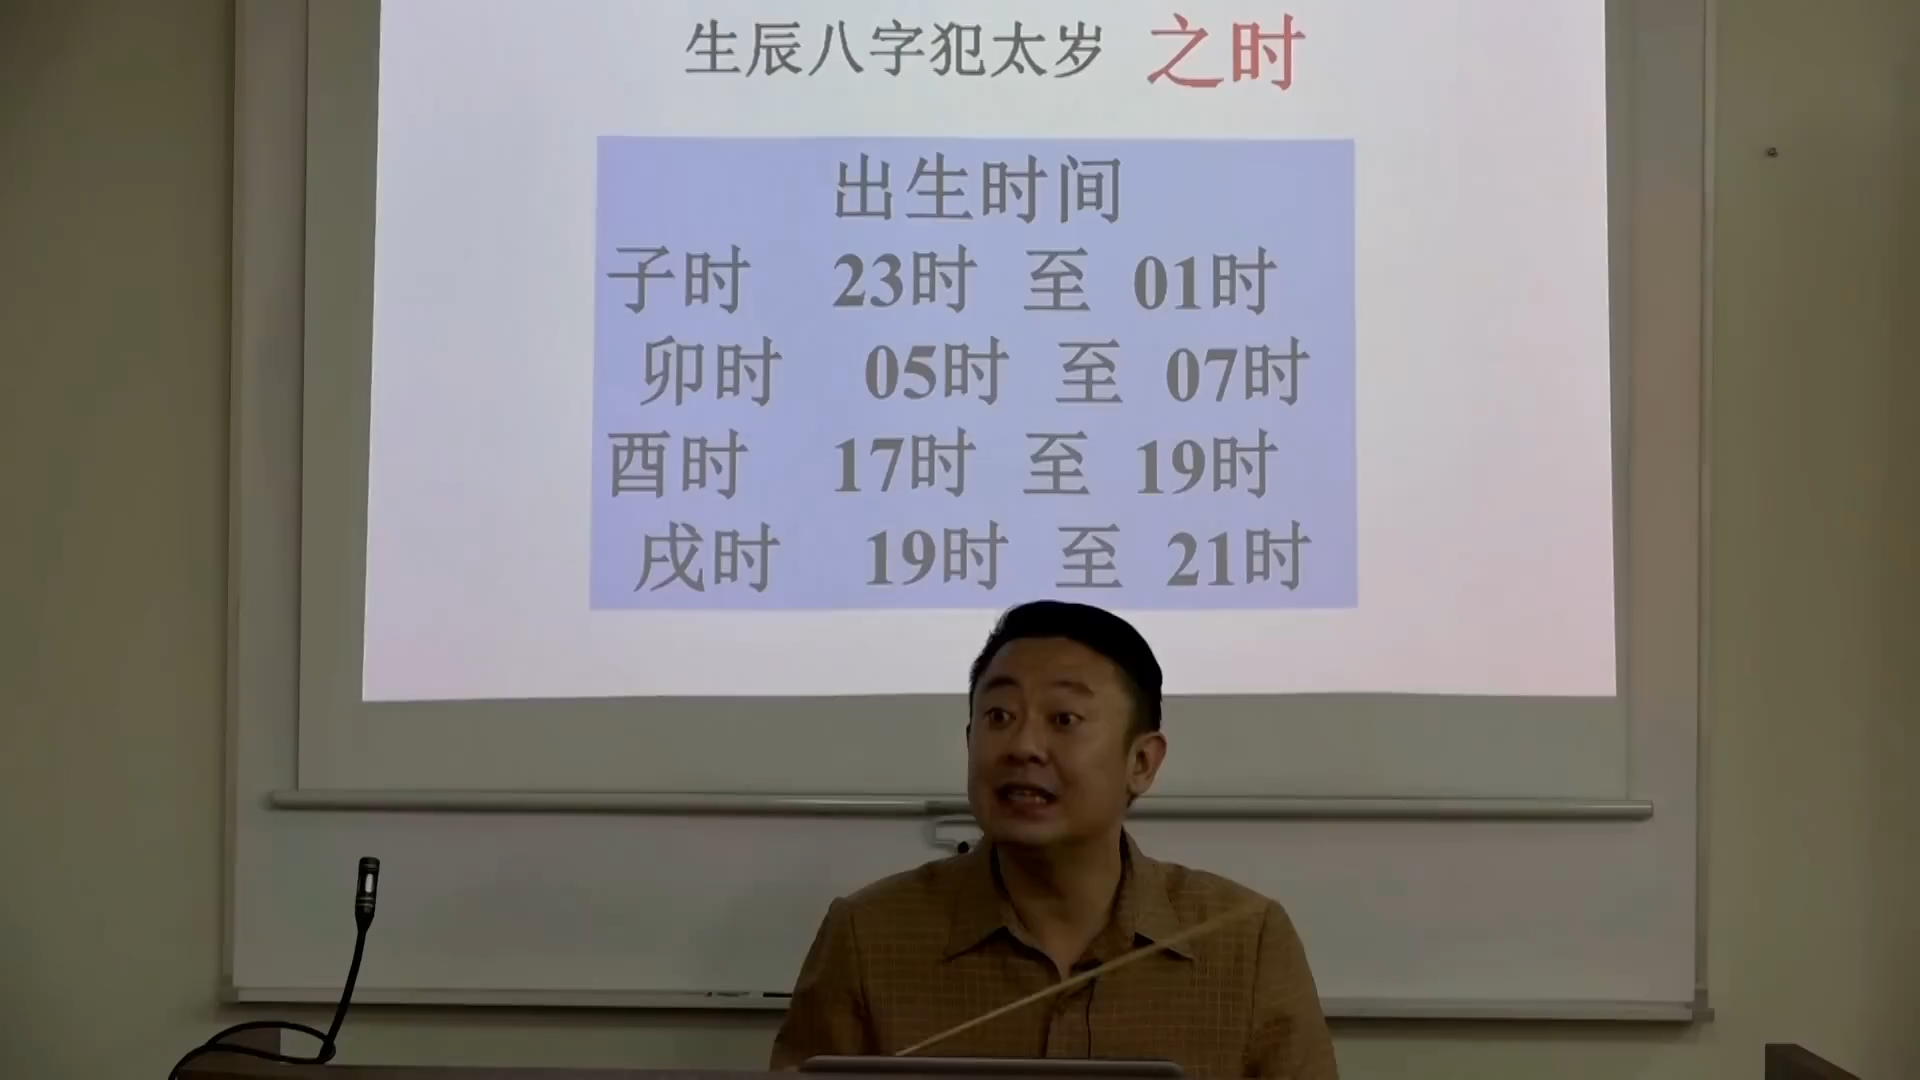 生辰八字犯太岁 之时
出生时间
子时 23时 至 01时
卯时 05时 至 07时
酉时 17时 至 19时
戌时 19时 至 21时